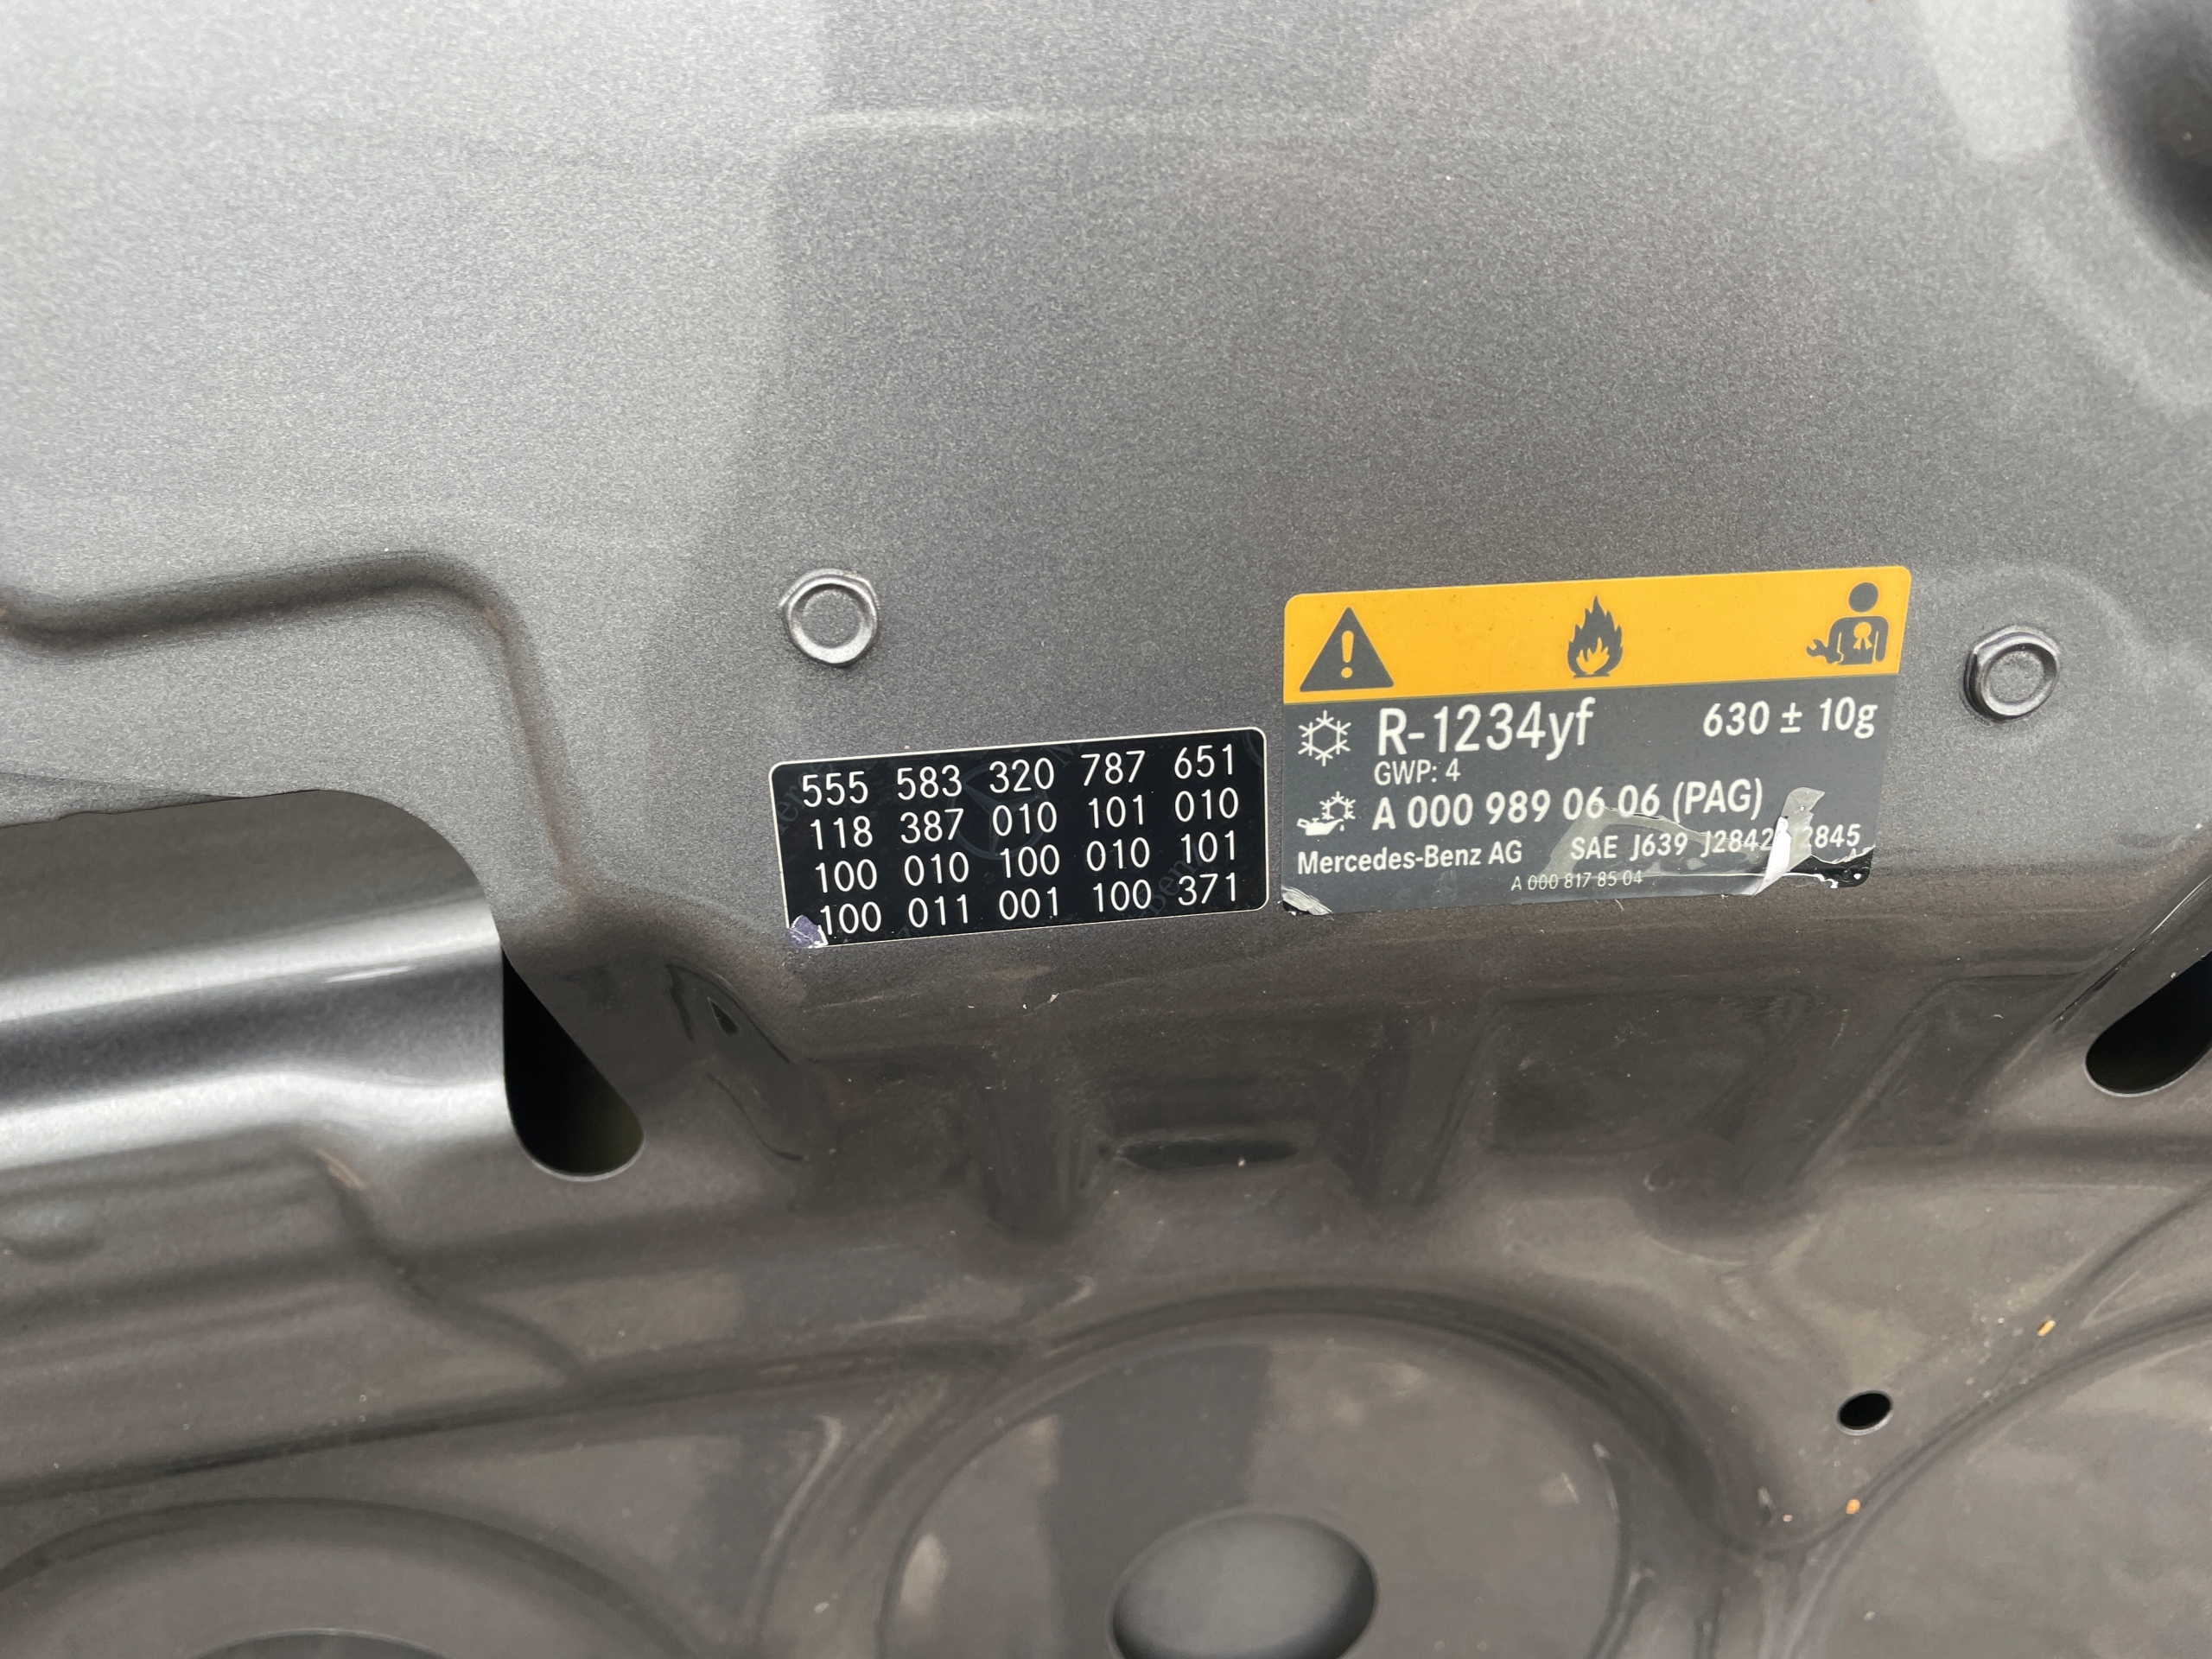 555 583 320 787 651
118 387 010 101 010
100 010 100 010 101
100 011 001 100 371
R-1234yf 630 ± 10g
GWP: 4
A 000 989 06 06 (PAG)
Mercedes-Benz AG SAE J639 J2842 2845
A 000 817 85 04